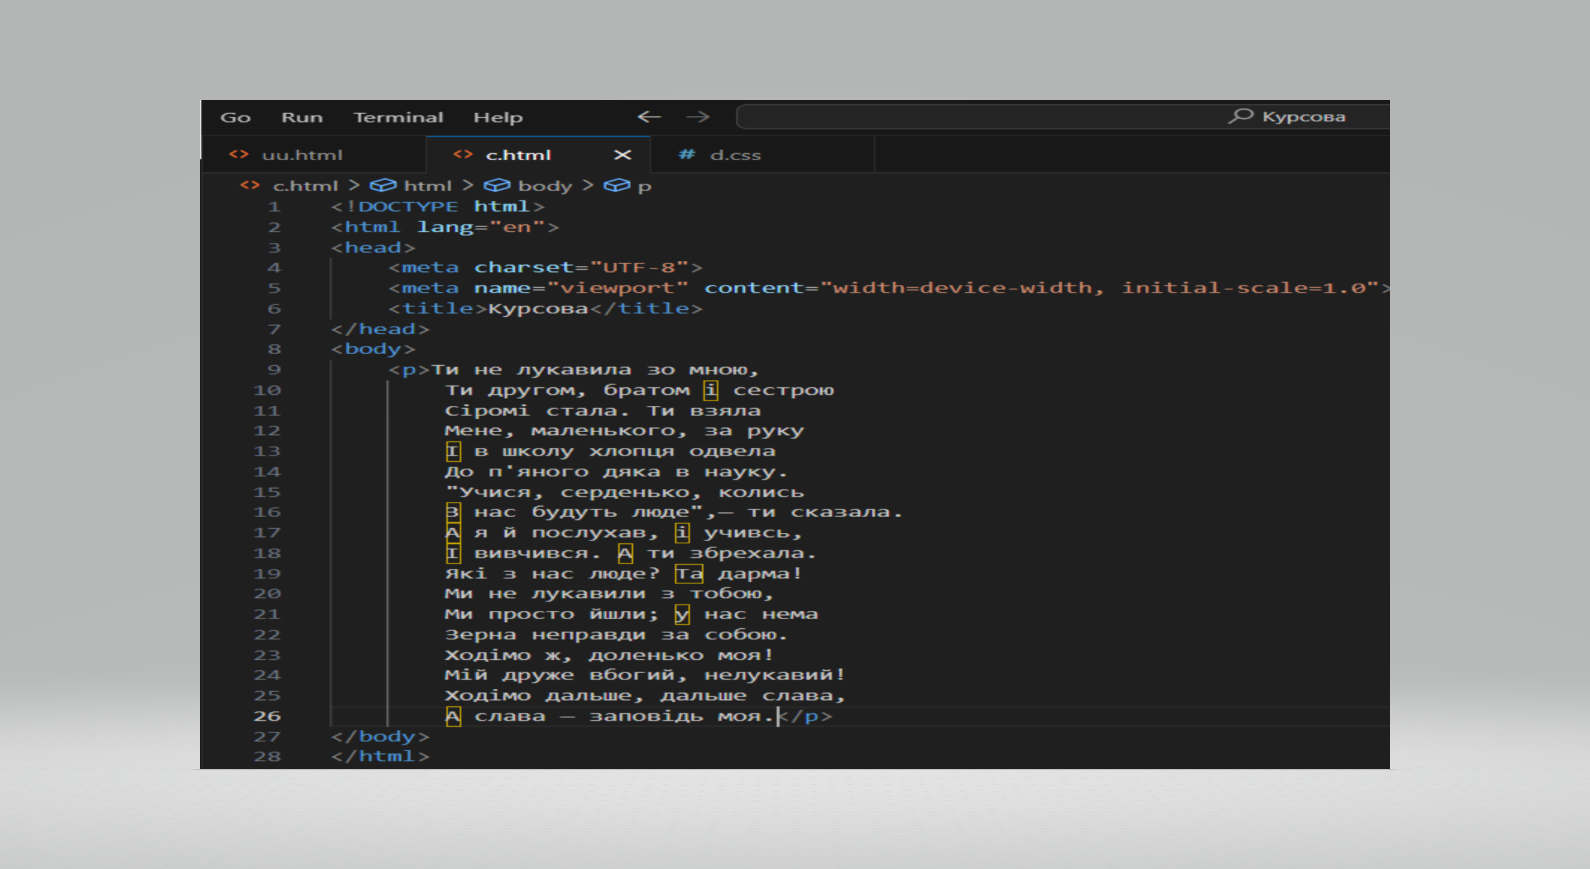 Go Run Terminal Help ← → Курсова
<> uu.html <> c.html × # d.css
<> c.html > html > body > p
1 <!DOCTYPE html>
2 <html lang="en">
3 <head>
4 <meta charset="UTF-8">
5 <meta name="viewport" content="width=device-width, initial-scale=1.0">
6 <title>Курсова</title>
7 </head>
8 <body>
9 <p>Ти не лукавила зо мною,
10 Ти другом, братом і сестрою
11 Сіромі стала. Ти взяла
12 Мене, маленького, за руку
13 І в школу хлопця одвела
14 До п'яного дяка в науку.
15 "Учися, серденько, колись
16 З нас будуть люде",— ти сказала.
17 А я й послухав, і учивсь,
18 І вивчився. А ти збрехала.
19 Які з нас люде? Та дарма!
20 Ми не лукавили з тобою,
21 Ми просто йшли; у нас нема
22 Зерна неправди за собою.
23 Ходімо ж, доленько моя!
24 Мій друже вбогий, нелукавий!
25 Ходімо дальше, дальше слава,
26 А слава — заповідь моя.</p>
27 </body>
28 </html>